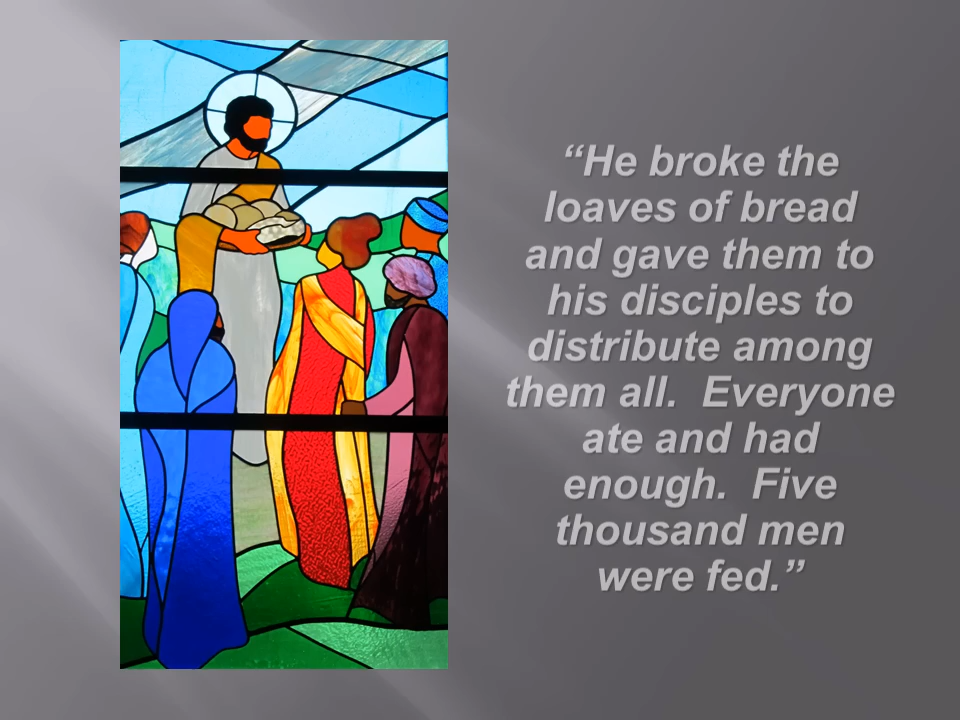 “He broke the
loaves of bread
and gave them to
his disciples to
distribute among
them all.  Everyone
ate and had
enough.  Five
thousand men
were fed.”